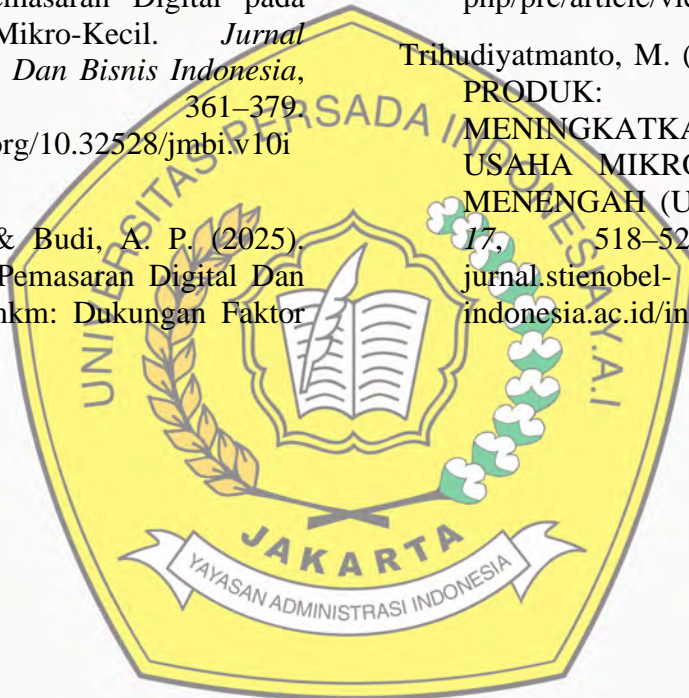 emasaran Digital pada
Mikro-Kecil. Jurnal
Dan Bisnis Indonesia,
361–379.
org/10.32528/jmbi.v10i
& Budi, A. P. (2025).
Pemasaran Digital Dan
mkm: Dukungan Faktor
php/pre/article/vie
Trihudiyatmanto, M. (
PRODUK:
MENINGKATKA
USAHA MIKRO
MENENGAH (U
17, 518–52
jurnal.stienobel-
indonesia.ac.id/in
UNIVERSITAS PERSADA INDONESIA Y.A.I
JAKARTA
YAYASAN ADMINISTRASI INDONESIA